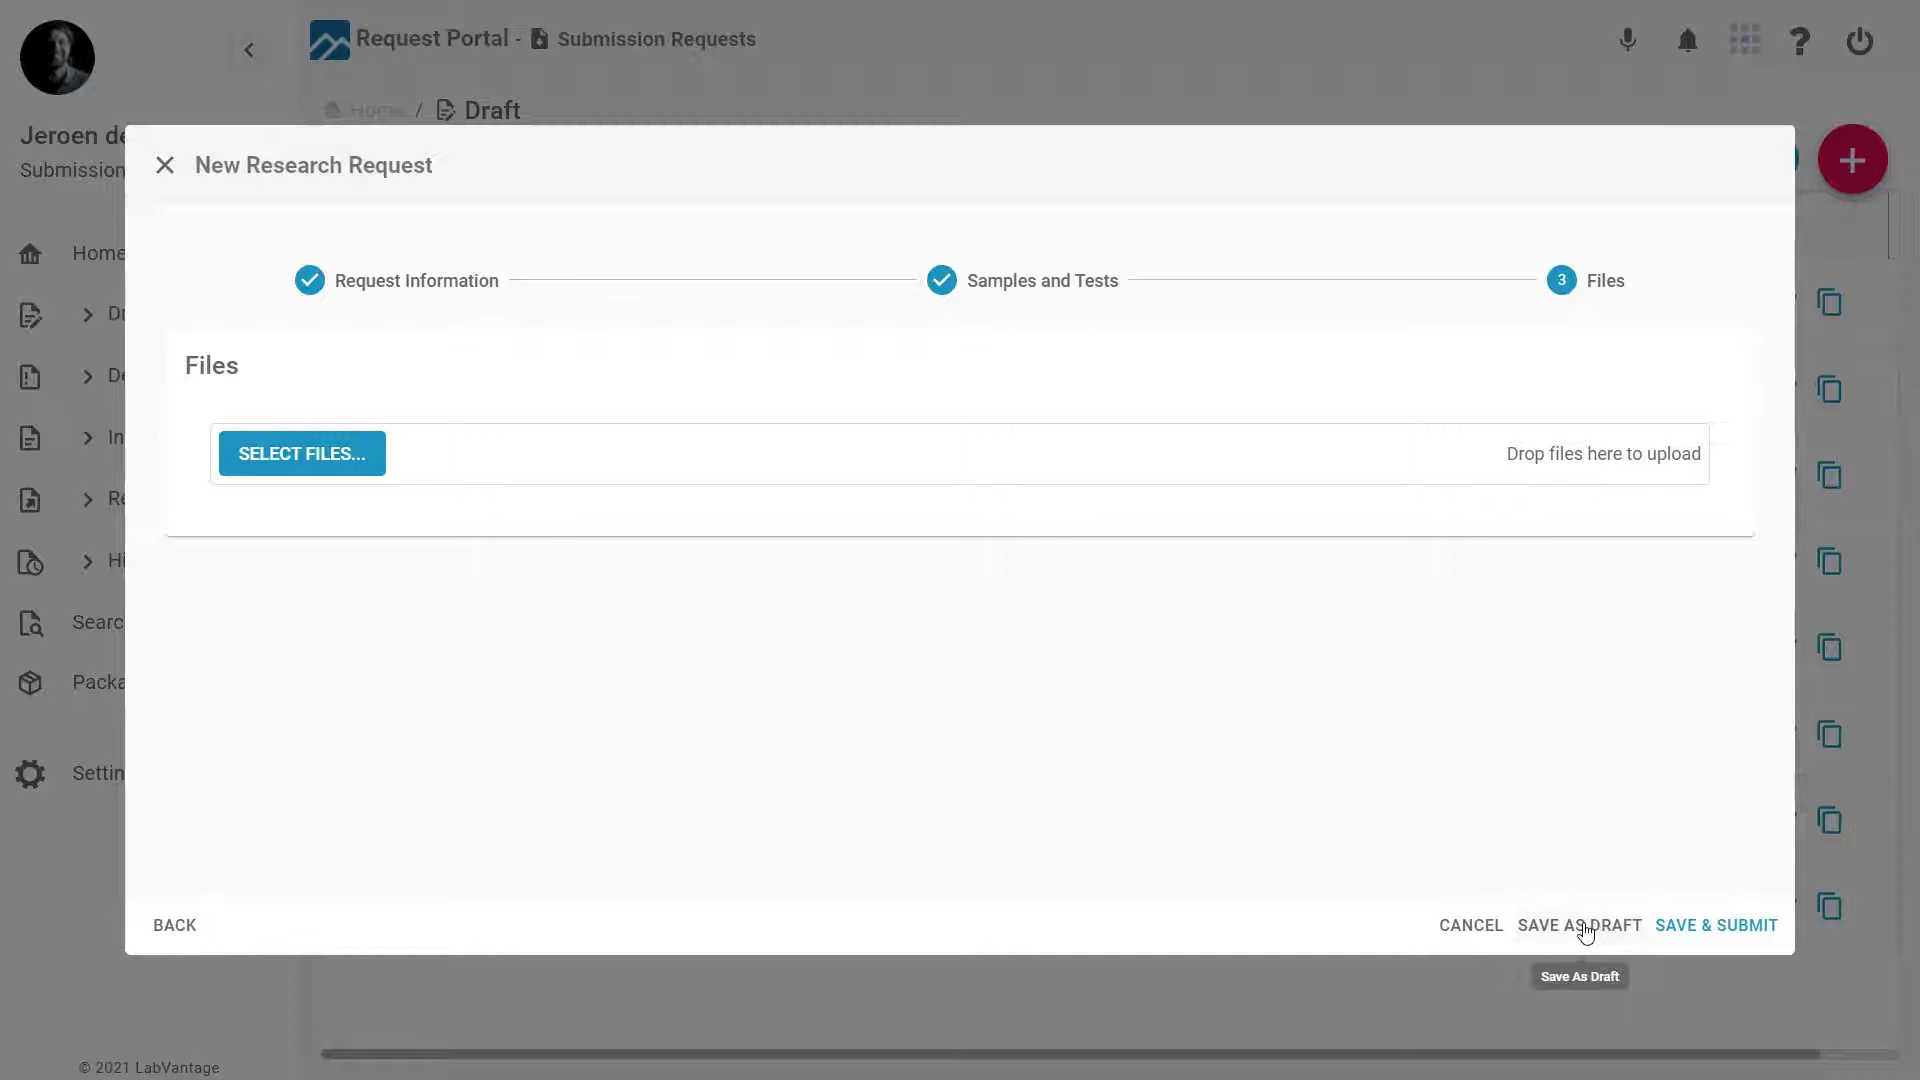 Request Portal - Submission Requests
Home / Draft
Jeroen de
Submission
New Research Request
Home
Request Information
Samples and Tests
3 Files
Dr
Files
De
In
SELECT FILES...
Drop files here to upload
Re
Hi
Searc
Packa
Settin
BACK
CANCEL
SAVE AS DRAFT
SAVE & SUBMIT
Save As Draft
© 2021 LabVantage